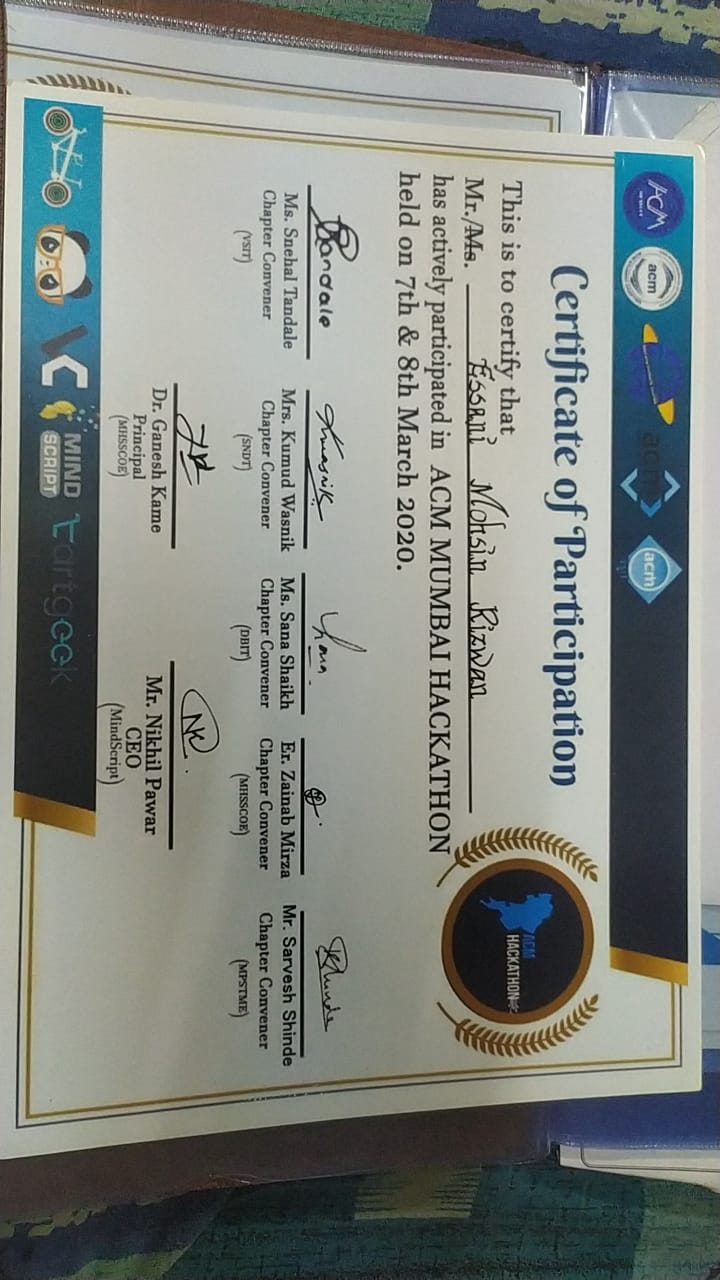 ACM
acm
acm
acm
Certificate of Participation
ACM
HACKATHON
This is to certify that
Mr./Ms. Essani Mohsin Rizwan
has actively participated in ACM MUMBAI HACKATHON
held on 7th & 8th March 2020.
Tandale
Ms. Snehal Tandale
Chapter Convener
(VSIT)
Kwasnik
Mrs. Kumud Wasnik
Chapter Convener
(SNDT)
Sana
Ms. Sana Shaikh
Chapter Convener
(DBIT)
Er. Zainab Mirza
Chapter Convener
(MHSSCOE)
Shinde
Mr. Sarvesh Shinde
Chapter Convener
(MPSTME)
Dr. Ganesh Kame
Principal
(MHSSCOE)
NK
Mr. Nikhil Pawar
CEO
(MindScript)
VC
MIND
SCRIPT
tartgeek